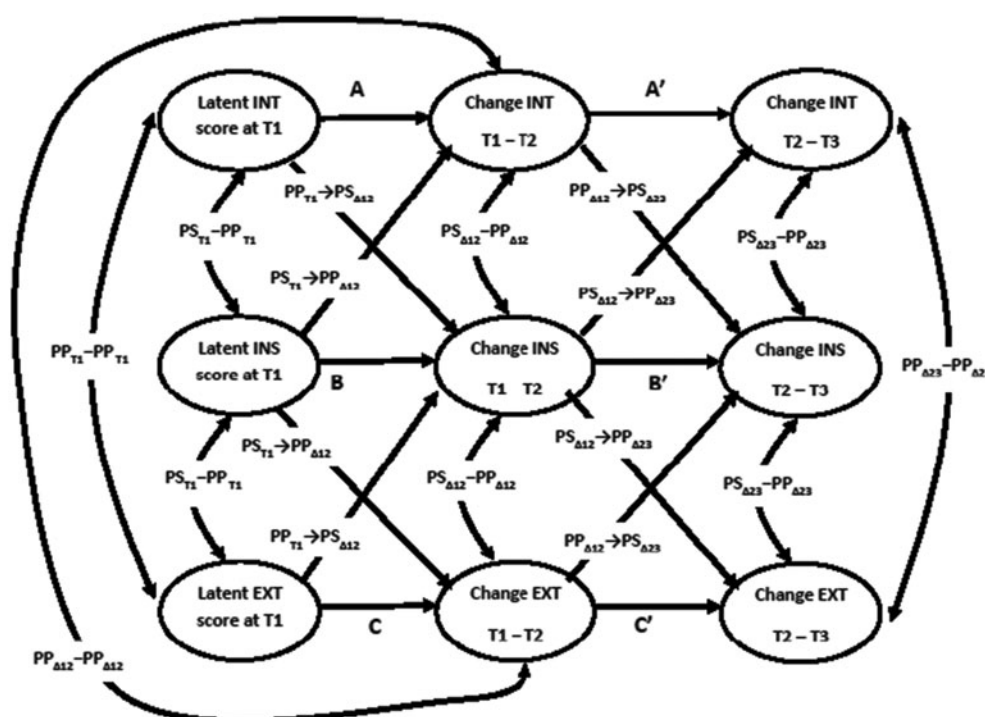 A
A'
Latent INT
score at T1
Change INT
T1 – T2
Change INT
T2 – T3
PP_T1→PS_Δ12
PP_Δ12→PS_Δ23
PS_T1–PP_T1
PS_Δ12–PP_Δ12
PS_Δ23–PP_Δ23
PS_T1→PP_Δ12
PS_Δ12→PP_Δ23
PP_T1–PP_T1
Latent INS
score at T1
Change INS
T1 T2
Change INS
T2 – T3
PP_Δ23–PP_Δ2
B
B'
PS_T1→PP_Δ12
PS_Δ12→PP_Δ23
PS_T1–PP_T1
PS_Δ12–PP_Δ12
PS_Δ23–PP_Δ23
PP_T1→PS_Δ12
PP_Δ12→PS_Δ23
Latent EXT
score at T1
Change EXT
T1 – T2
Change EXT
T2 – T3
C
C'
PP_Δ12–PP_Δ12